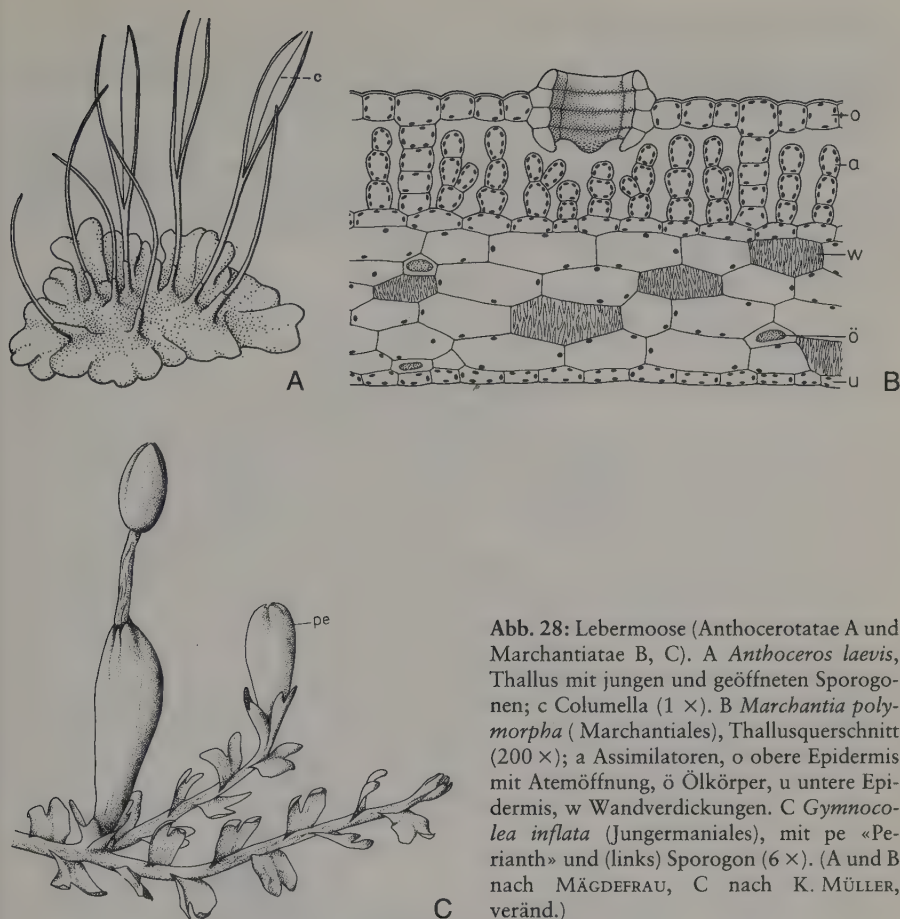 c
A
o
a
w
ö
u
B
pe
C
Abb. 28: Lebermoose (Anthocerotatae A und
Marchantiatae B, C). A Anthoceros laevis,
Thallus mit jungen und geöffneten Sporogo-
nen; c Columella (1 ×). B Marchantia poly-
morpha ( Marchantiales), Thallusquerschnitt
(200 ×); a Assimilatoren, o obere Epidermis
mit Atemöffnung, ö Ölkörper, u untere Epi-
dermis, w Wandverdickungen. C Gymnoco-
lea inflata (Jungermaniales), mit pe «Pe-
rianth» und (links) Sporogon (6 ×). (A und B
nach MÄGDEFRAU, C nach K. MÜLLER,
veränd.)